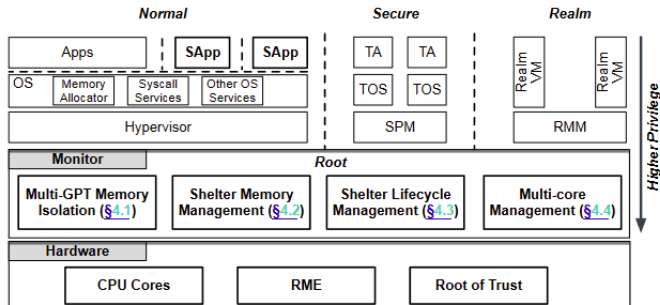 Normal Secure Realm
Apps SApp SApp TA TA Realm VM Realm VM
OS Memory Allocator Syscall Services Other OS Services TOS TOS
Hypervisor SPM RMM
Higher Privilege
Monitor Root
Multi-GPT Memory Isolation (§4.1)
Shelter Memory Management (§4.2)
Shelter Lifecycle Management (§4.3)
Multi-core Management (§4.4)
Hardware
CPU Cores RME Root of Trust